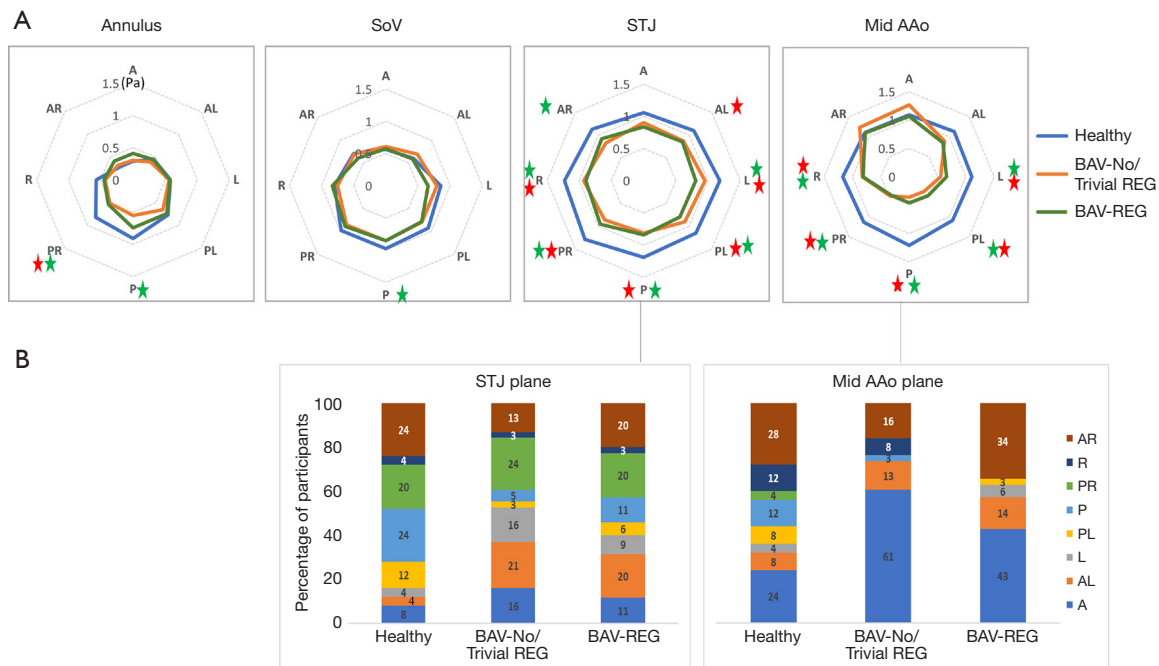 A
Annulus
SoV
STJ
Mid AAo
A
(Pa)
1.5
1
0.5
0
AR
AL
R
L
PR
PL
P
A
1.5
1
0.5
0
AR
AL
R
L
PR
PL
P
A
1.5
1
0.5
0
AR
AL
R
L
PR
PL
P
A
1.5
1
0.5
0
AR
AL
R
L
PR
PL
P
Healthy
BAV-No/
Trivial REG
BAV-REG
B
STJ plane
Percentage of participants
100
80
60
40
20
0
24
4
20
24
12
4
4
8
13
3
24
5
3
16
21
16
20
3
20
11
6
9
20
11
Healthy
BAV-No/
Trivial REG
BAV-REG
Mid AAo plane
28
12
4
12
8
4
8
24
16
8
3
13
61
34
3
6
14
43
Healthy
BAV-No/
Trivial REG
BAV-REG
AR
R
PR
P
PL
L
AL
A